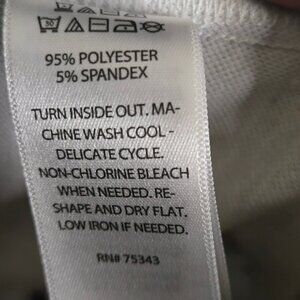 30
95% POLYESTER
5% SPANDEX
TURN INSIDE OUT. MA-
CHINE WASH COOL -
DELICATE CYCLE.
NON-CHLORINE BLEACH
WHEN NEEDED. RE-
SHAPE AND DRY FLAT.
LOW IRON IF NEEDED.
RN# 75343